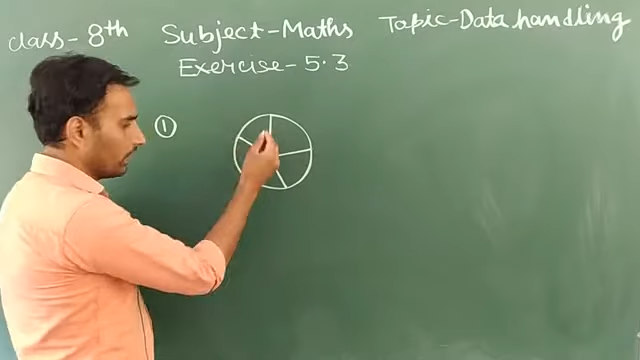 class - 8th Subject - Maths Topic - Data handling
Exercise - 5.3
①